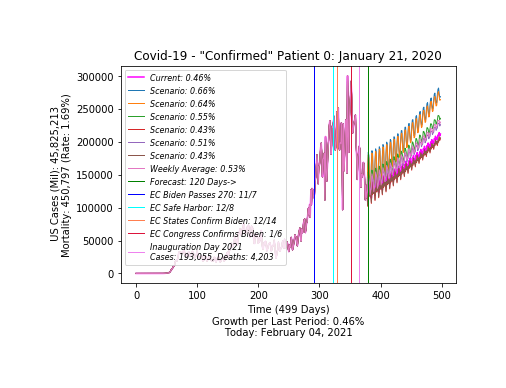 Covid-19 - "Confirmed" Patient 0: January 21, 2020
US Cases (Mill): 45,825,213
Mortality: 450,797 (Rate: 1.69%)
300000
250000
200000
150000
100000
50000
0
Current: 0.46%
Scenario: 0.66%
Scenario: 0.64%
Scenario: 0.55%
Scenario: 0.43%
Scenario: 0.51%
Scenario: 0.43%
Weekly Average: 0.53%
Forecast: 120 Days->
EC Biden Passes 270: 11/7
EC Safe Harbor: 12/8
EC States Confirm Biden: 12/14
EC Congress Confirms Biden: 1/6
Inauguration Day 2021
Cases: 193,055, Deaths: 4,203
0 100 200 300 400 500
Time (499 Days)
Growth per Last Period: 0.46%
Today: February 04, 2021